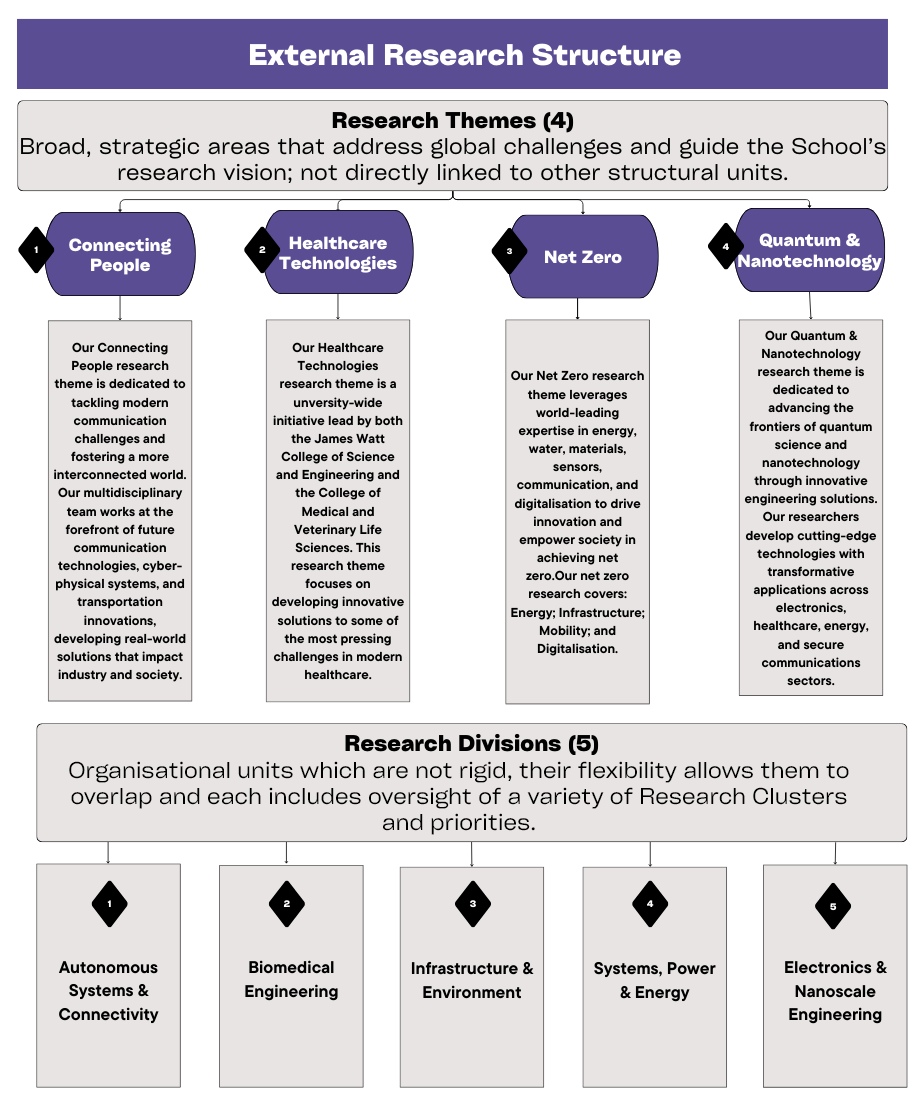 External Research Structure
Research Themes (4)
Broad, strategic areas that address global challenges and guide the School's
research vision; not directly linked to other structural units.
1
Connecting
People
2
Healthcare
Technologies
3
Net Zero
4
Quantum &
Nanotechnology
Our Connecting
People research
theme is dedicated to
tackling modern
communication
challenges and
fostering a more
interconnected world.
Our multidisciplinary
team works at the
forefront of future
communication
technologies, cyber-
physical systems, and
transportation
innovations,
developing real-world
solutions that impact
industry and society.
Our Healthcare
Technologies
research theme is a
unversity-wide
initiative lead by both
the James Watt
College of Science
and Engineering and
the College of
Medical and
Veterinary Life
Sciences. This
research theme
focuses on
developing innovative
solutions to some of
the most pressing
challenges in modern
healthcare.
Our Net Zero research
theme leverages
world-leading
expertise in energy,
water, materials,
sensors,
communication, and
digitalisation to drive
innovation and
empower society in
achieving net
zero.Our net zero
research covers:
Energy; Infrastructure;
Mobility; and
Digitalisation.
Our Quantum &
Nanotechnology
research theme is
dedicated to
advancing the
frontiers of quantum
science and
nanotechnology
through innovative
engineering solutions.
Our researchers
develop cutting-edge
technologies with
transformative
applications across
electronics,
healthcare, energy,
and secure
communications
sectors.
Research Divisions (5)
Organisational units which are not rigid, their flexibility allows them to
overlap and each includes oversight of a variety of Research Clusters
and priorities.
1
Autonomous
Systems &
Connectivity
2
Biomedical
Engineering
3
Infrastructure &
Environment
4
Systems, Power
& Energy
5
Electronics &
Nanoscale
Engineering